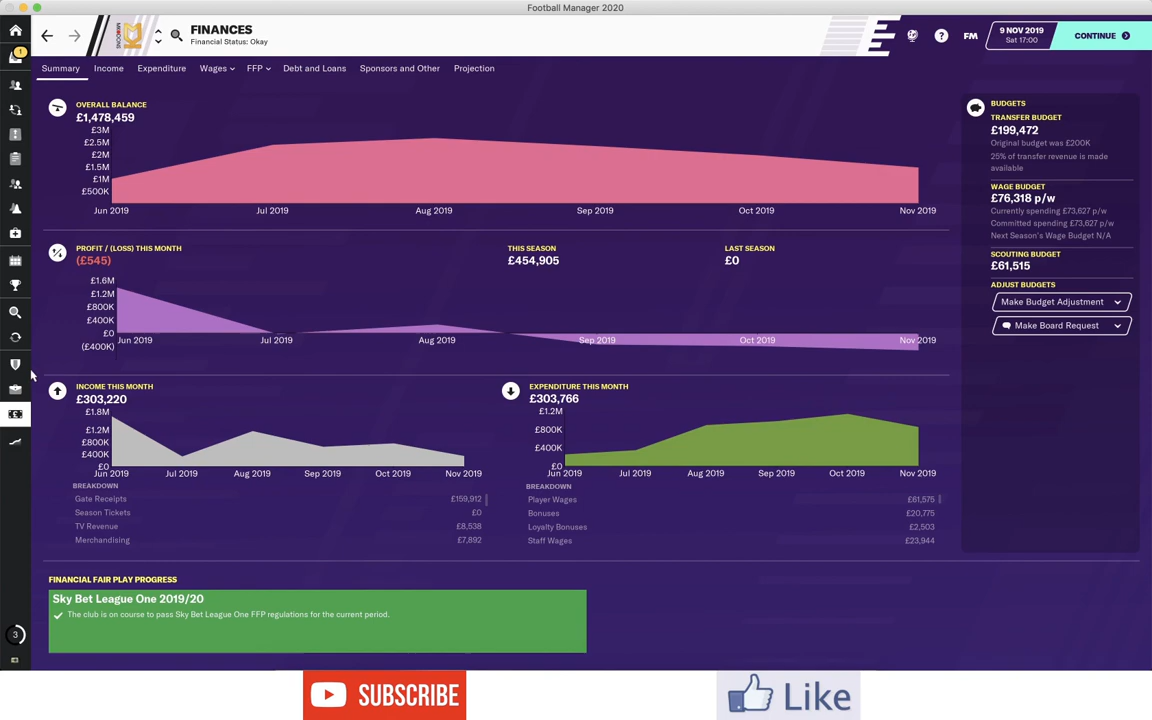 Football Manager 2020
FINANCES
Financial Status: Okay
FM
9 NOV 2019
Sat 17:00
CONTINUE
1
Summary
Income
Expenditure
Wages
FFP
Debt and Loans
Sponsors and Other
Projection
OVERALL BALANCE
£1,478,459
£3M
£2.5M
£2M
£1.5M
£1M
£500K
Jun 2019
Jul 2019
Aug 2019
Sep 2019
Oct 2019
Nov 2019
PROFIT / (LOSS) THIS MONTH
(£545)
THIS SEASON
£454,905
LAST SEASON
£0
£1.6M
£1.2M
£800K
£400K
£0
(£400K)
Jun 2019
Jul 2019
Aug 2019
Sep 2019
Oct 2019
Nov 2019
INCOME THIS MONTH
£303,220
£1.8M
£1.2M
£800K
£400K
£0
Jun 2019
Jul 2019
Aug 2019
Sep 2019
Oct 2019
Nov 2019
BREAKDOWN
Gate Receipts £159,912
Season Tickets £0
TV Revenue £8,538
Merchandising £7,892
EXPENDITURE THIS MONTH
£303,766
£1.2M
£800K
£400K
£0
Jun 2019
Jul 2019
Aug 2019
Sep 2019
Oct 2019
Nov 2019
BREAKDOWN
Player Wages £61,575
Bonuses £20,775
Loyalty Bonuses £2,503
Staff Wages £23,944
BUDGETS
TRANSFER BUDGET
£199,472
Original budget was £200K
25% of transfer revenue is made
available
WAGE BUDGET
£76,318 p/w
Currently spending £73,627 p/w
Committed spending £73,627 p/w
Next Season's Wage Budget N/A
SCOUTING BUDGET
£61,515
ADJUST BUDGETS
Make Budget Adjustment
Make Board Request
FINANCIAL FAIR PLAY PROGRESS
Sky Bet League One 2019/20
The club is on course to pass Sky Bet League One FFP regulations for the current period.
3
SUBSCRIBE
Like